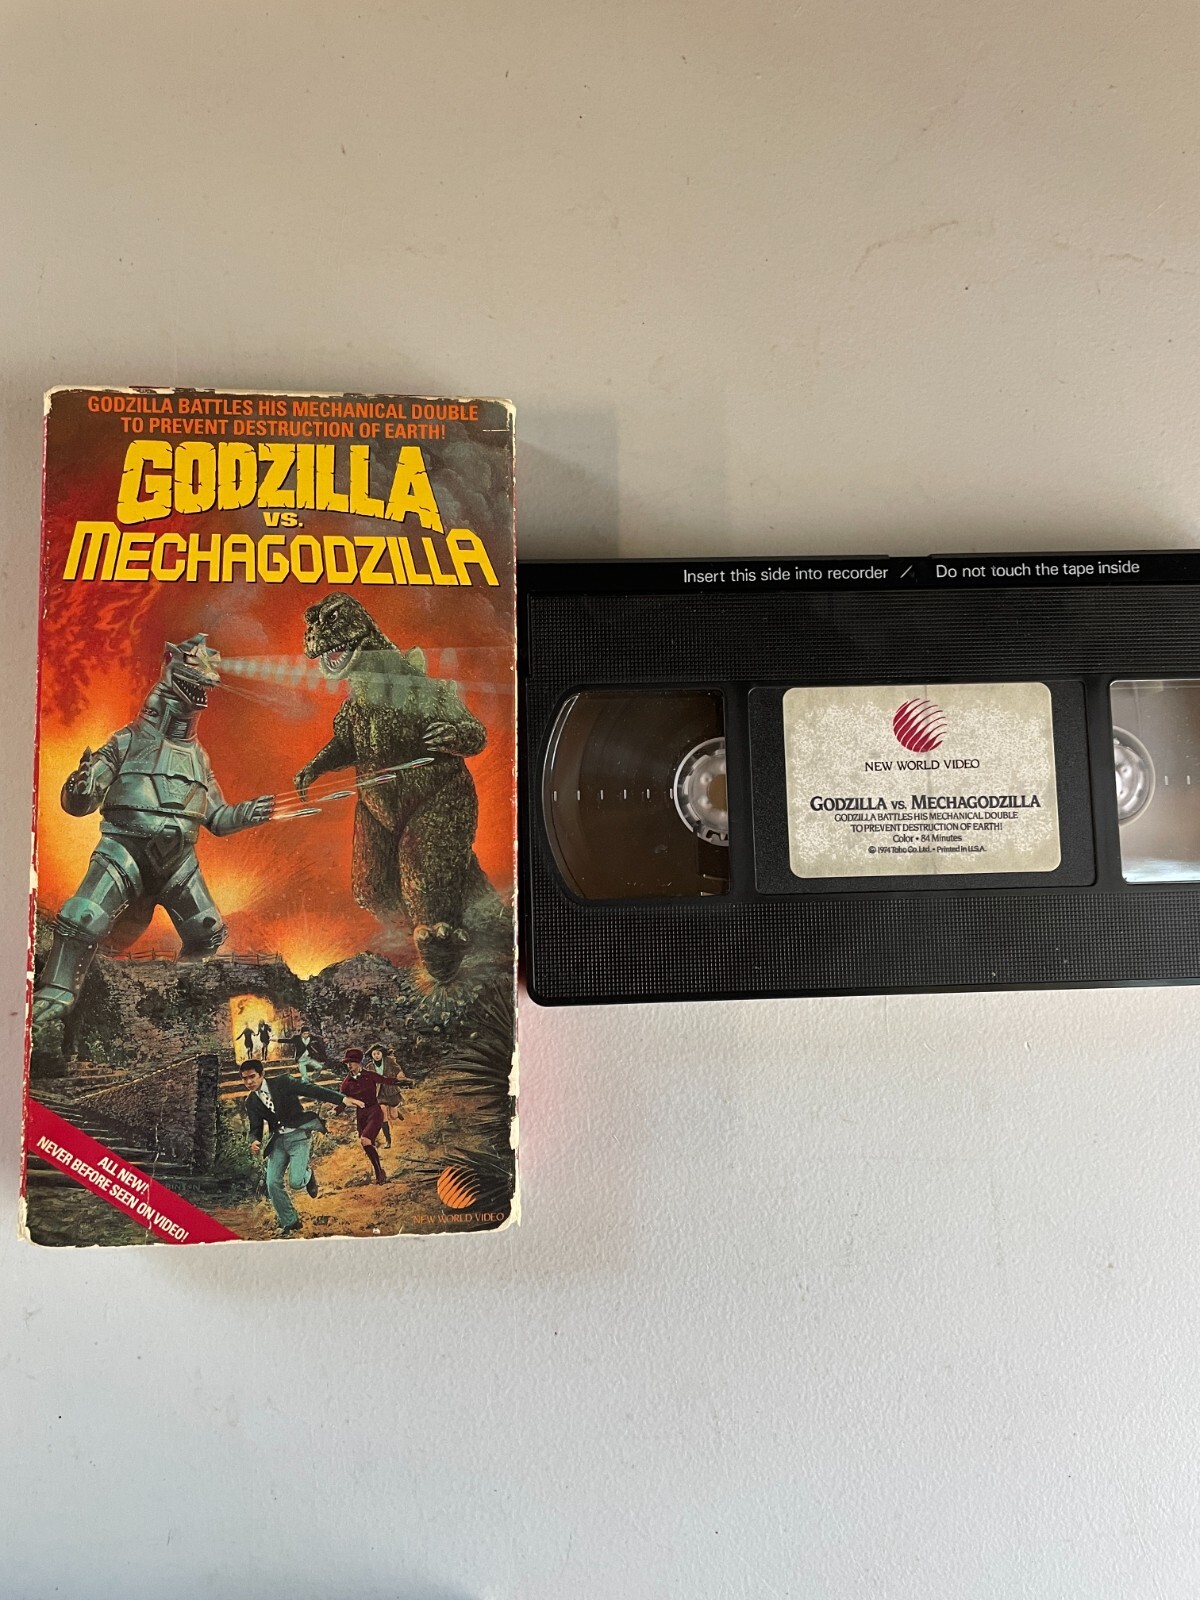 GODZILLA BATTLES HIS MECHANICAL DOUBLE
TO PREVENT DESTRUCTION OF EARTH!
GODZILLA
VS.
MECHAGODZILLA
ALL NEW!
NEVER BEFORE SEEN ON VIDEO!
NEW WORLD VIDEO
Insert this side into recorder / Do not touch the tape inside
NEW WORLD VIDEO
GODZILLA VS. MECHAGODZILLA
GODZILLA BATTLES HIS MECHANICAL DOUBLE
TO PREVENT DESTRUCTION OF EARTH!
Color • 84 Minutes
© 1974 Toho Co. Ltd. • Printed in U.S.A.